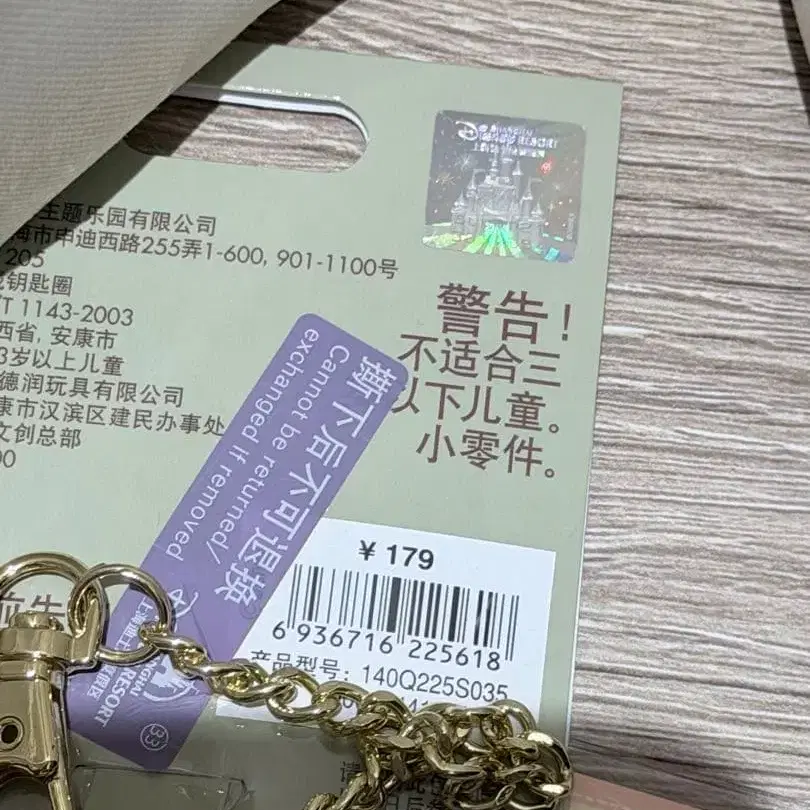 主题乐园有限公司
海市申迪西路255弄1-600, 901-1100号
205
钥匙圈
T 1143-2003
西省, 安康市
3岁以上儿童
德润玩具有限公司
康市汉滨区建民办事处
文创总部
00
警告!
不适合三
以下儿童。
小零件。
撕下后不可退换
Cannot be returned/
exchanged if removed
RESORT
33
¥ 179
6 936716 225618
产品型号: 140Q225S035